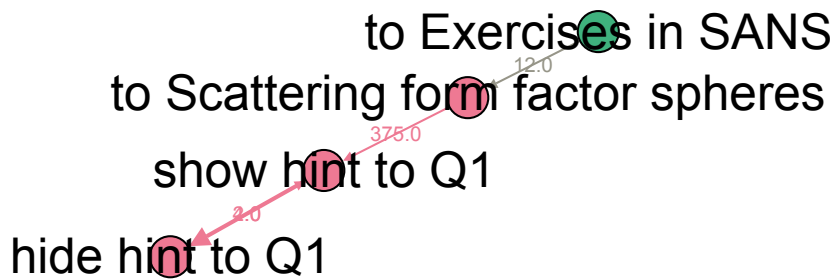 to Exercises in SANS
12.0
to Scattering form factor spheres
375.0
show hint to Q1
hide hint to Q1